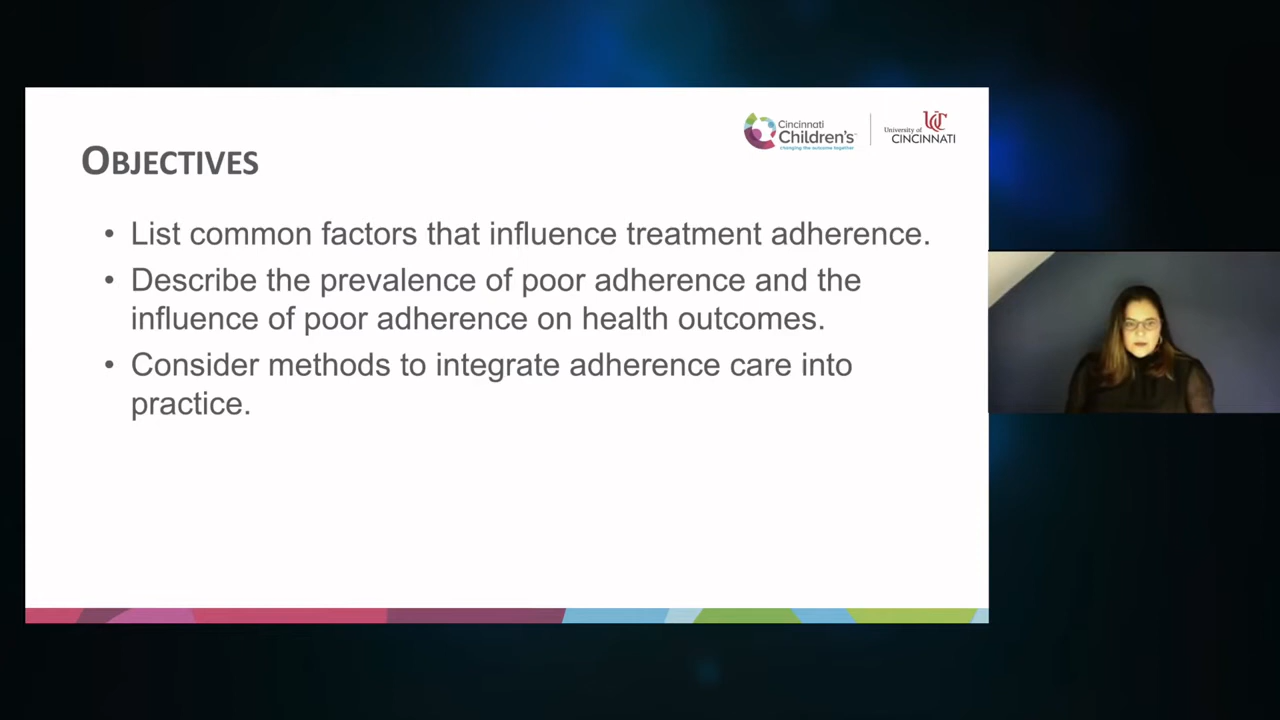 Cincinnati
Children's
changing the outcome together
University of
CINCINNATI
OBJECTIVES
• List common factors that influence treatment adherence.
• Describe the prevalence of poor adherence and the
influence of poor adherence on health outcomes.
• Consider methods to integrate adherence care into
practice.